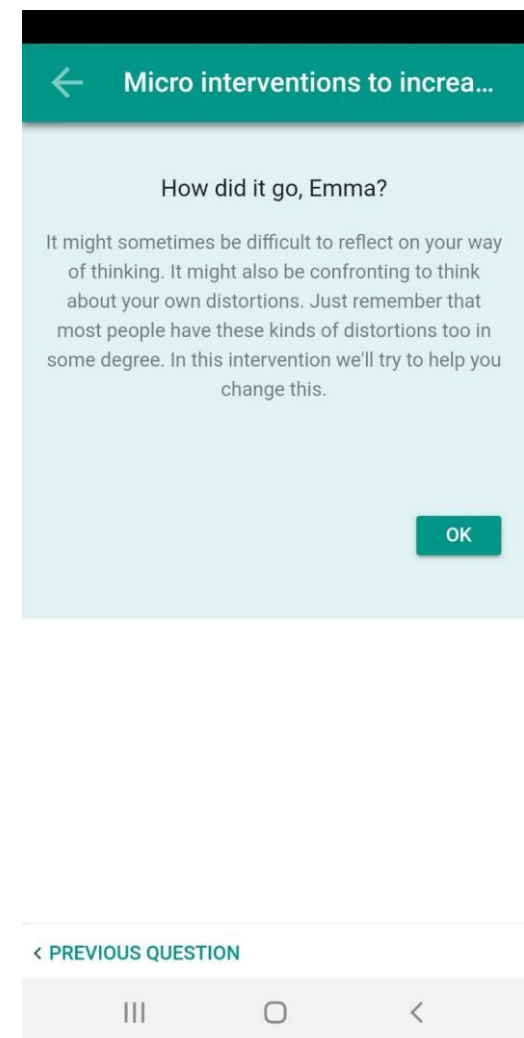 Micro interventions to increa...
How did it go, Emma?
It might sometimes be difficult to reflect on your way
of thinking. It might also be confronting to think
about your own distortions. Just remember that
most people have these kinds of distortions too in
some degree. In this intervention we'll try to help you
change this.
OK
< PREVIOUS QUESTION